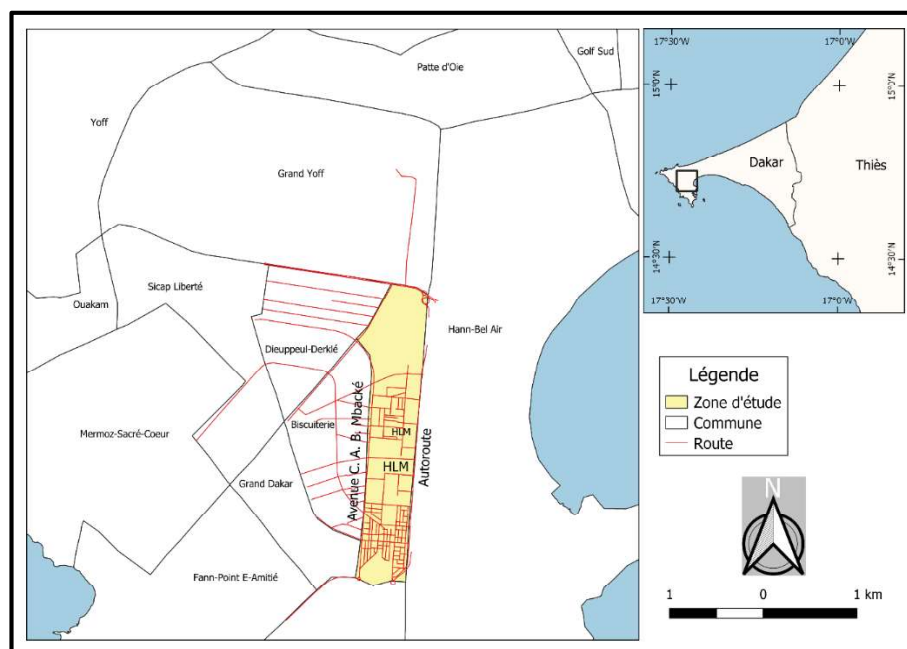 Golf Sud
Patte d'Oie
Yoff
Grand Yoff
Sicap Liberté
Ouakam
Hann-Bel Air
Dieuppeul-Derklé
Mermoz-Sacré-Coeur
Biscuiterie
HLM
HLM
Avenue C. A. B. Mbacké
Autoroute
Grand Dakar
Fann-Point E-Amitié
17°30'W
17°0'W
15°0'N
15°0'N
Dakar
Thiès
14°30'N
14°30'N
17°30'W
17°0'W
Légende
Zone d'étude
Commune
Route
N
1 0 1 km